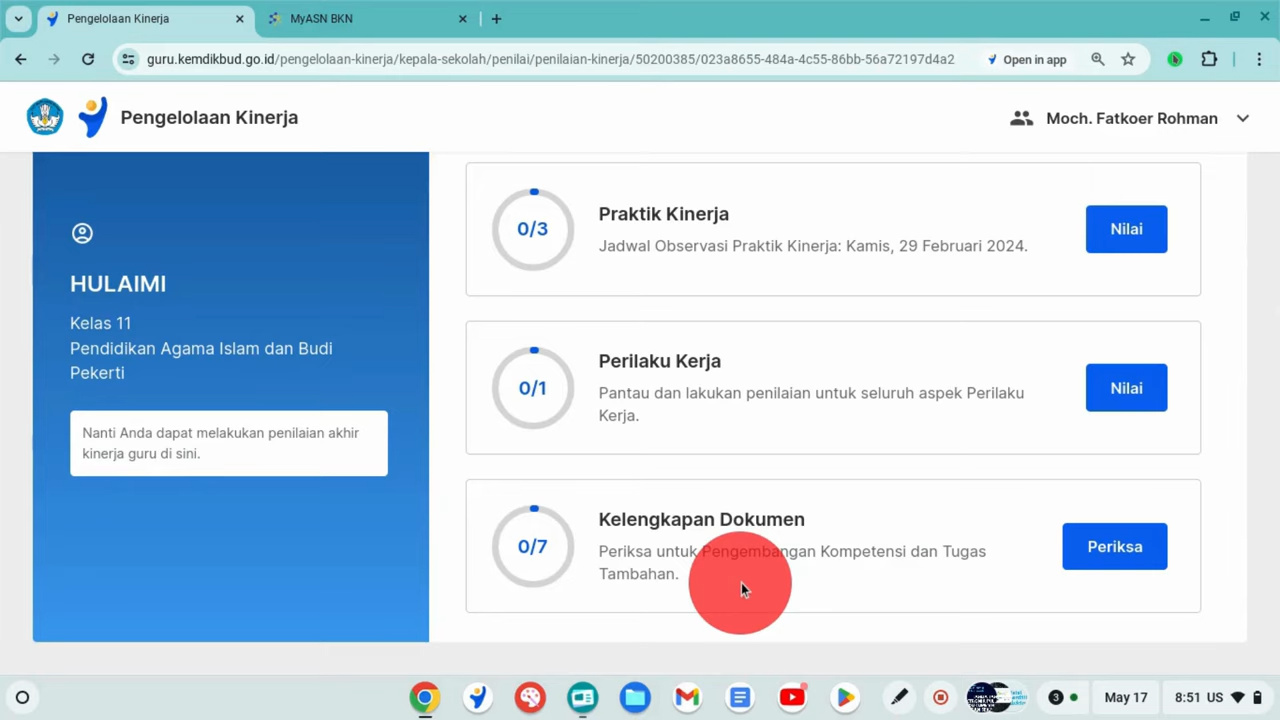 Pengelolaan Kinerja
MyASN BKN
guru.kemdikbud.go.id/pengelolaan-kinerja/kepala-sekolah/penilai/penilaian-kinerja/50200385/023a8655-484a-4c55-86bb-56a72197d4a2
Open in app
Pengelolaan Kinerja
Moch. Fatkoer Rohman
HULAIMI
Kelas 11
Pendidikan Agama Islam dan Budi
Pekerti
Nanti Anda dapat melakukan penilaian akhir
kinerja guru di sini.
0/3
Praktik Kinerja
Jadwal Observasi Praktik Kinerja: Kamis, 29 Februari 2024.
Nilai
0/1
Perilaku Kerja
Pantau dan lakukan penilaian untuk seluruh aspek Perilaku
Kerja.
Nilai
0/7
Kelengkapan Dokumen
Periksa untuk Pengembangan Kompetensi dan Tugas
Tambahan.
Periksa
3
May 17
8:51 US